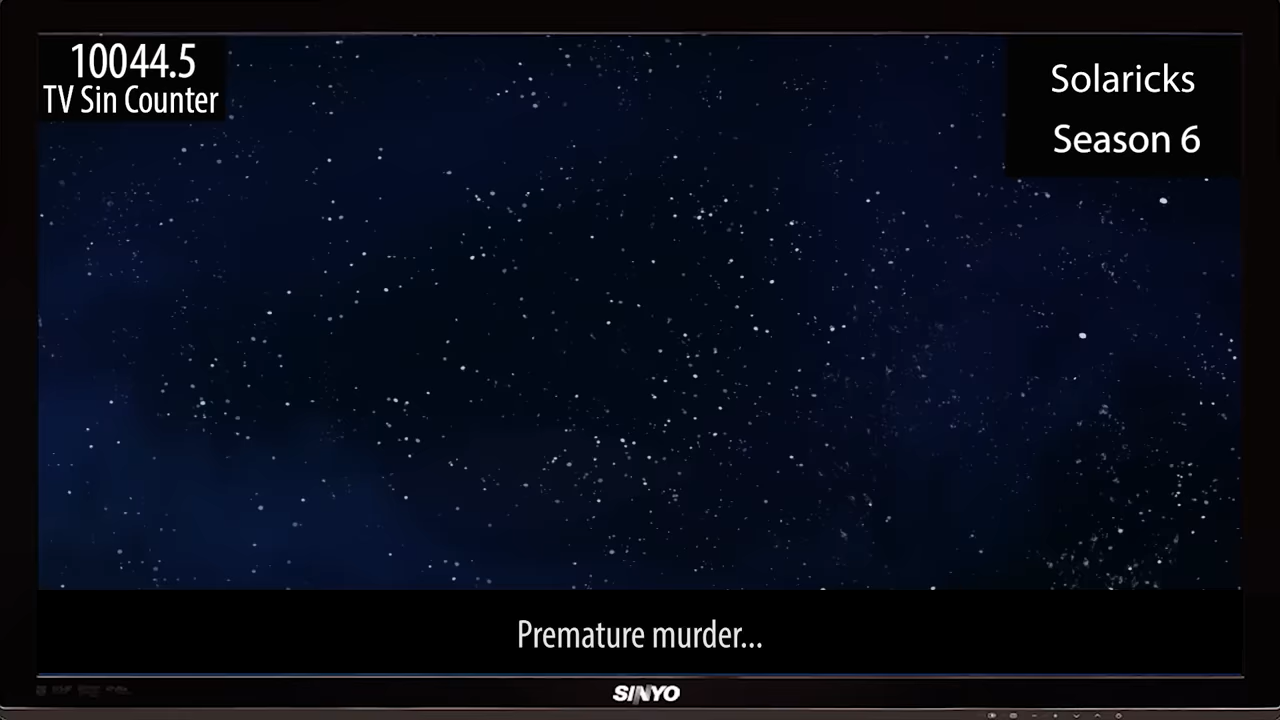 10044.5
TV Sin Counter
Solaricks
Season 6
Premature murder...
SINYO